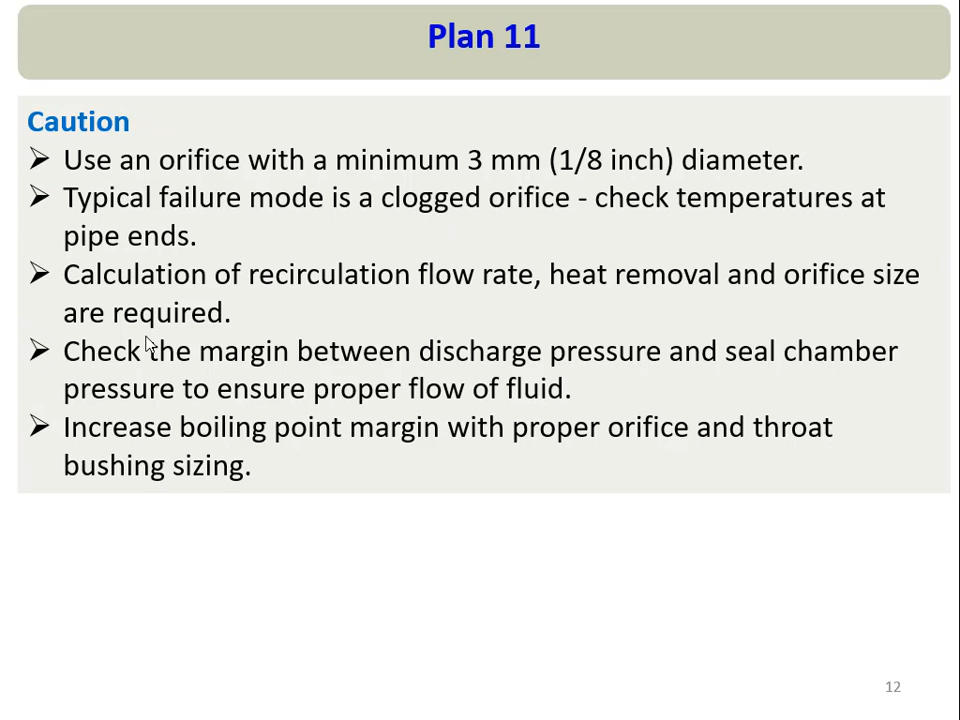 Plan 11
Caution
➢ Use an orifice with a minimum 3 mm (1/8 inch) diameter.
➢ Typical failure mode is a clogged orifice - check temperatures at
pipe ends.
➢ Calculation of recirculation flow rate, heat removal and orifice size
are required.
➢ Check the margin between discharge pressure and seal chamber
pressure to ensure proper flow of fluid.
➢ Increase boiling point margin with proper orifice and throat
bushing sizing.
12